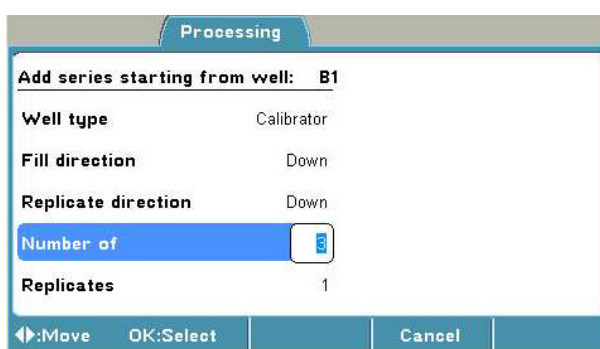 Processing
Add series starting from well: B1
Well type Calibrator
Fill direction Down
Replicate direction Down
Number of 3
Replicates 1
:Move OK:Select Cancel